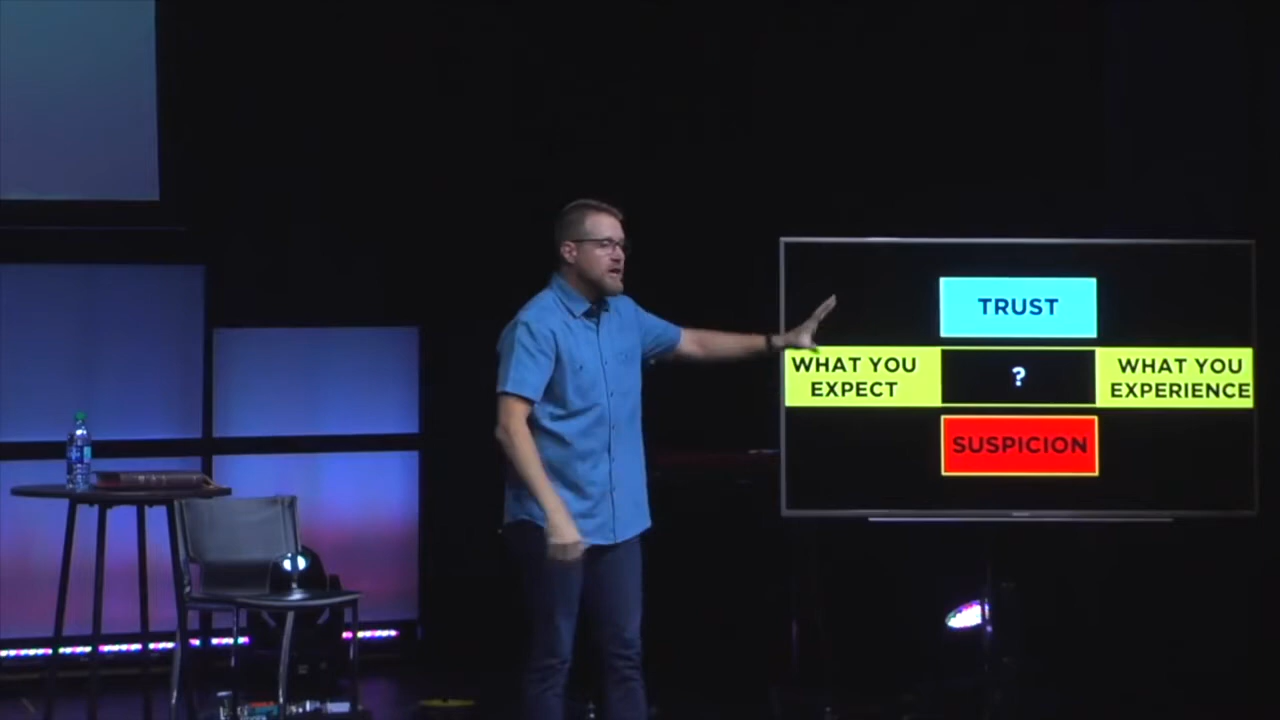 TRUST
WHAT YOU
EXPECT
?
WHAT YOU
EXPERIENCE
SUSPICION